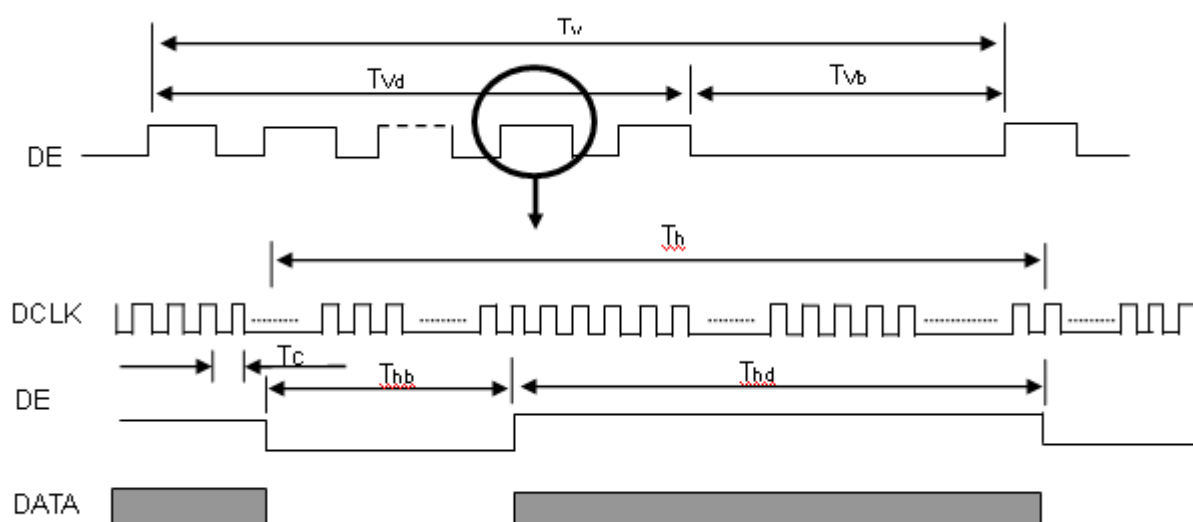 Tv
TVd
TVb
DE
Th
DCLK
Tc
Thb
Thd
DE
DATA